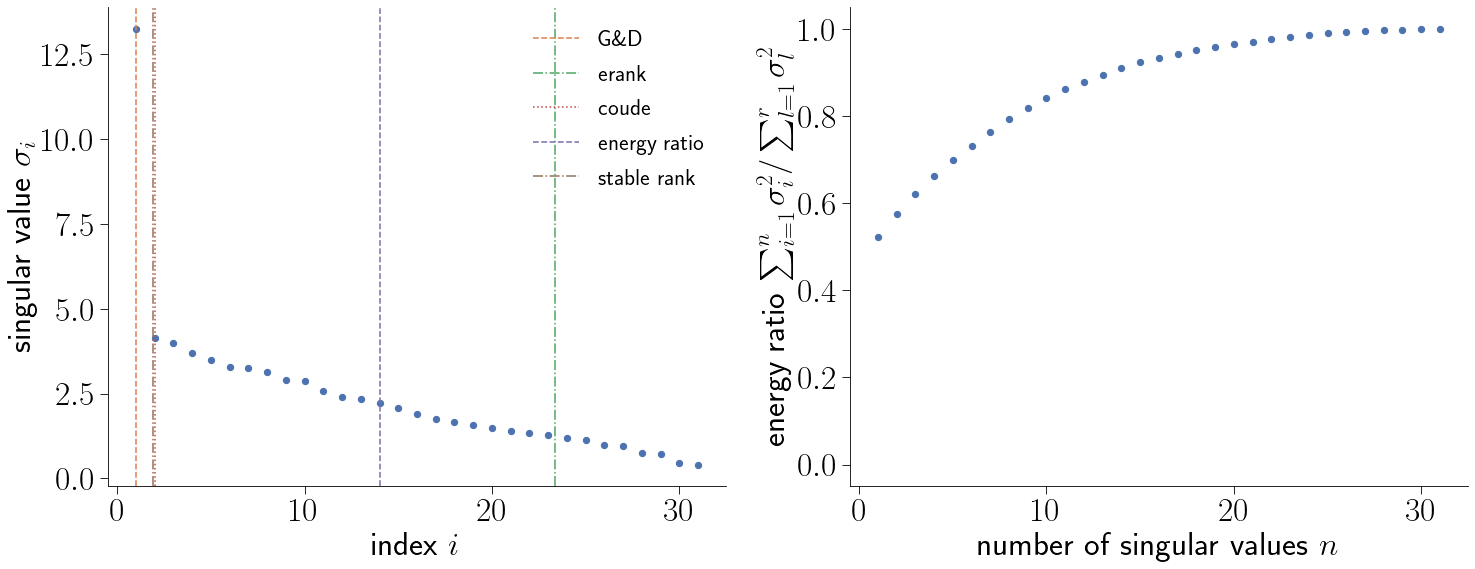 singular value σ_i
12.5
10.0
7.5
5.0
2.5
0.0
0 10 20 30
index i
G&D
erank
coude
energy ratio
stable rank
energy ratio ∑_{i=1}^{n} σ_i^2 / ∑_{l=1}^{r} σ_l^2
1.0
0.8
0.6
0.4
0.2
0.0
0 10 20 30
number of singular values n